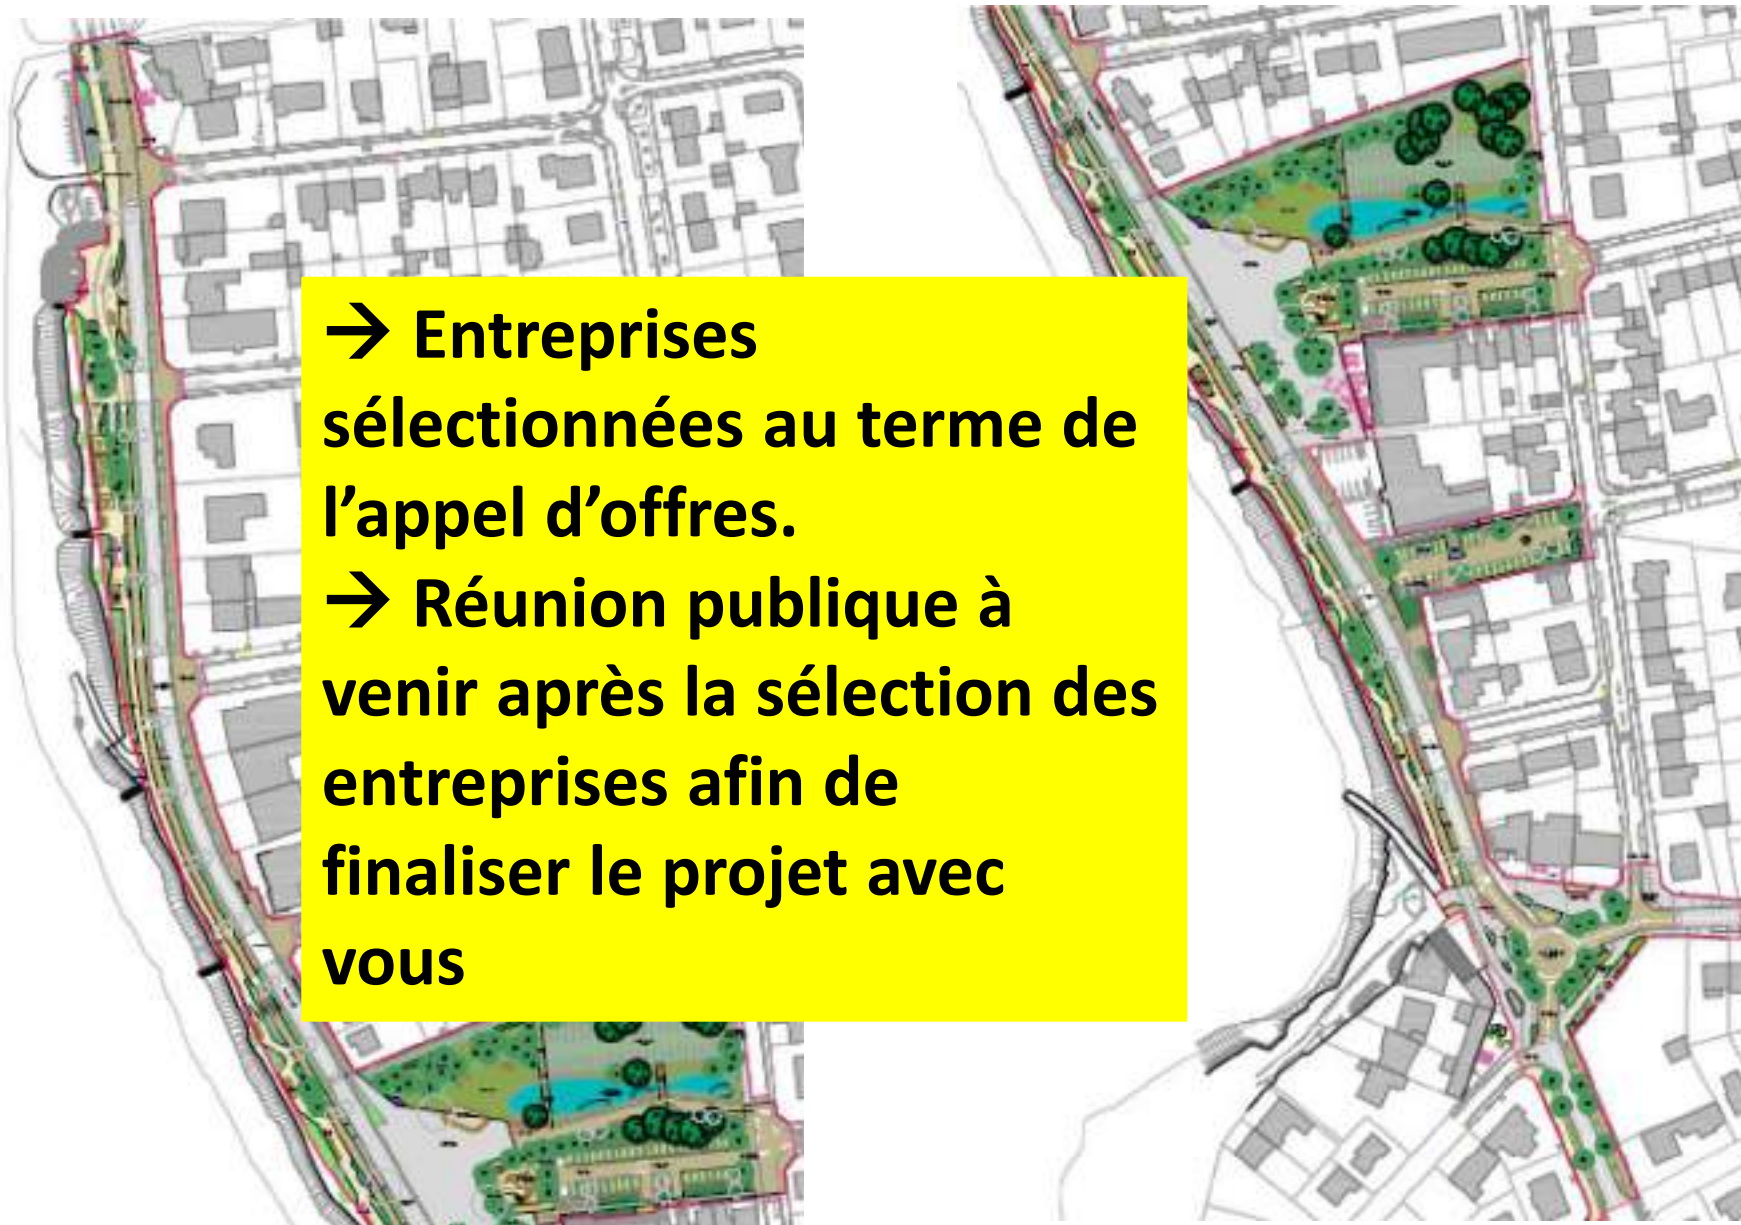 → Entreprises
sélectionnées au terme de
l’appel d’offres.
→ Réunion publique à
venir après la sélection des
entreprises afin de
finaliser le projet avec
vous